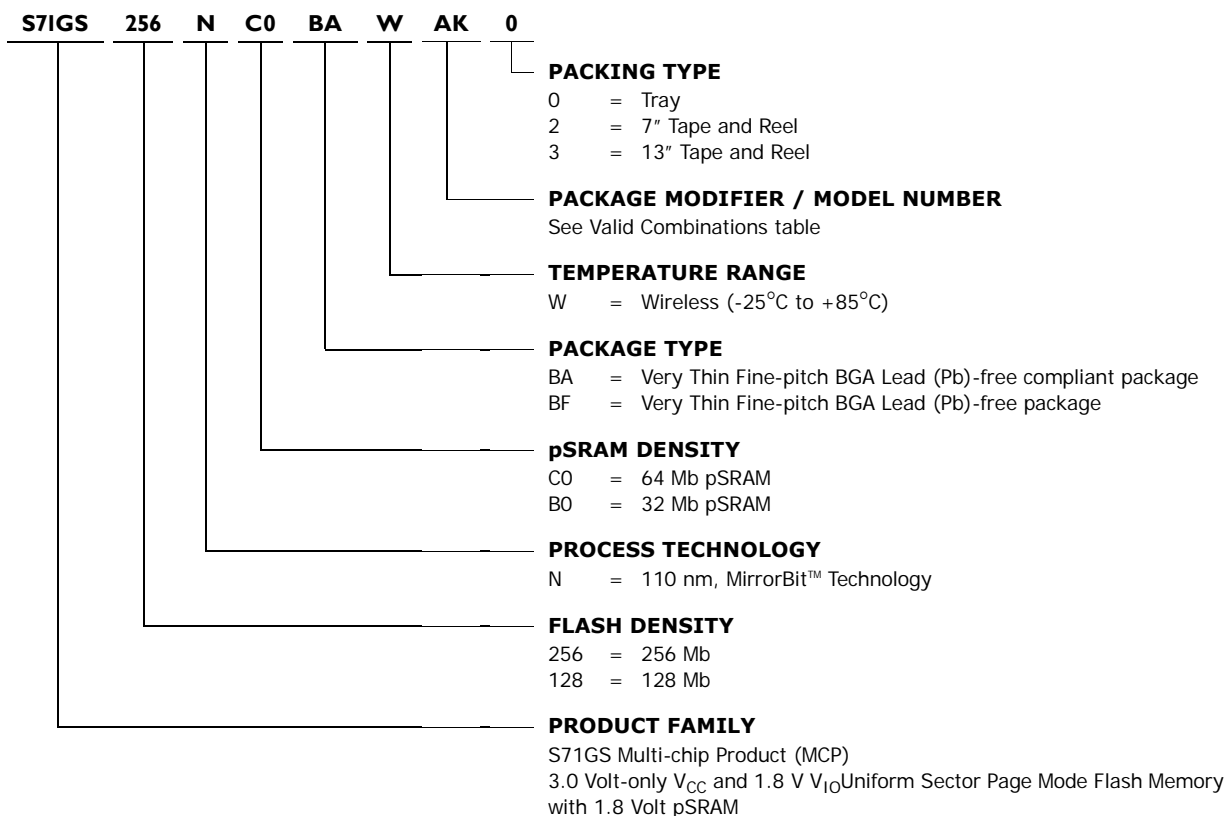 S71GS 256 N C0 BA W AK 0
PACKING TYPE
0 = Tray
2 = 7″ Tape and Reel
3 = 13″ Tape and Reel
PACKAGE MODIFIER / MODEL NUMBER
See Valid Combinations table
TEMPERATURE RANGE
W = Wireless (-25°C to +85°C)
PACKAGE TYPE
BA = Very Thin Fine-pitch BGA Lead (Pb)-free compliant package
BF = Very Thin Fine-pitch BGA Lead (Pb)-free package
pSRAM DENSITY
C0 = 64 Mb pSRAM
B0 = 32 Mb pSRAM
PROCESS TECHNOLOGY
N = 110 nm, MirrorBit™ Technology
FLASH DENSITY
256 = 256 Mb
128 = 128 Mb
PRODUCT FAMILY
S71GS Multi-chip Product (MCP)
3.0 Volt-only VCC and 1.8 V VIOUniform Sector Page Mode Flash Memory
with 1.8 Volt pSRAM